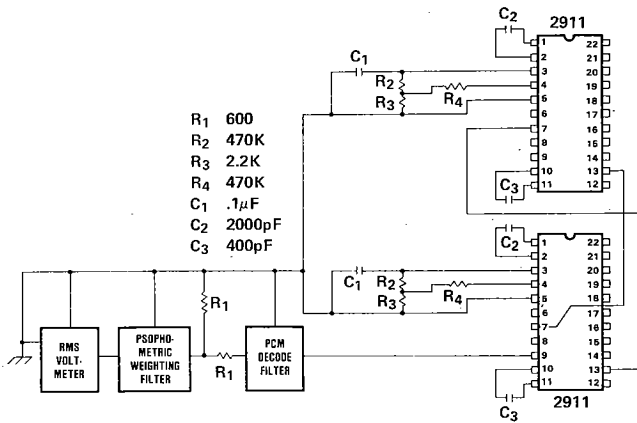 C2
2911
1 22
2 21
C1
R2
3 20
4 19
R3
R4
5 18
6 17
7 16
8 15
9 14
10 13
C3
11 12
R1 600
R2 470K
R3 2.2K
R4 470K
C1 .1μF
C2 2000pF
C3 400pF
C2
1 22
2 21
C1
R2
3 20
4 19
R3
R4
5 18
6 17
7 16
8 15
9 14
10 13
C3
11 12
2911
R1
R1
RMS
VOLT-
METER
PSOPHO-
METRIC
WEIGHTING
FILTER
PCM
DECODE
FILTER